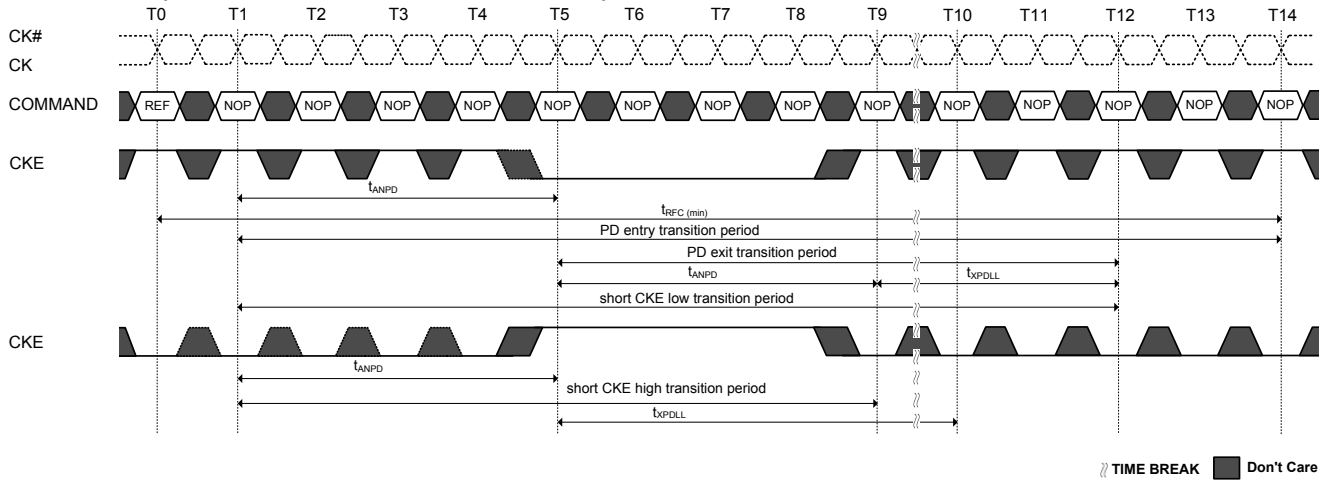 T0 T1 T2 T3 T4 T5 T6 T7 T8 T9 T10 T11 T12 T13 T14
CK#
CK
COMMAND REF NOP NOP NOP NOP NOP NOP NOP NOP NOP NOP NOP NOP NOP NOP
CKE
tANPD
tRFC (min)
PD entry transition period
PD exit transition period
tANPD tXPDLL
short CKE low transition period
CKE
tANPD
short CKE high transition period
tXPDLL
TIME BREAK Don't Care